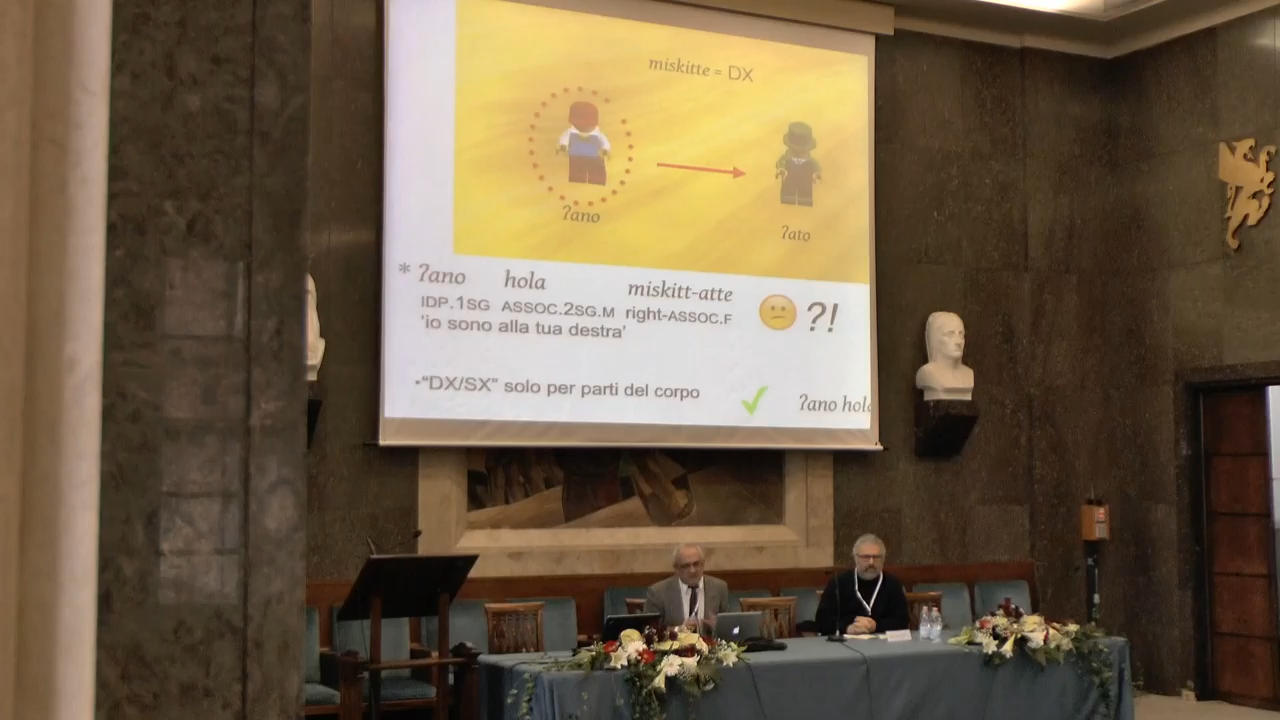 miskitte = DX
ʔano
ʔato
* ʔano hola miskitt-atte
IDP.1SG ASSOC.2SG.M right-ASSOC.F
?!
'io sono alla tua destra'
•“DX/SX” solo per parti del corpo
ʔano hola